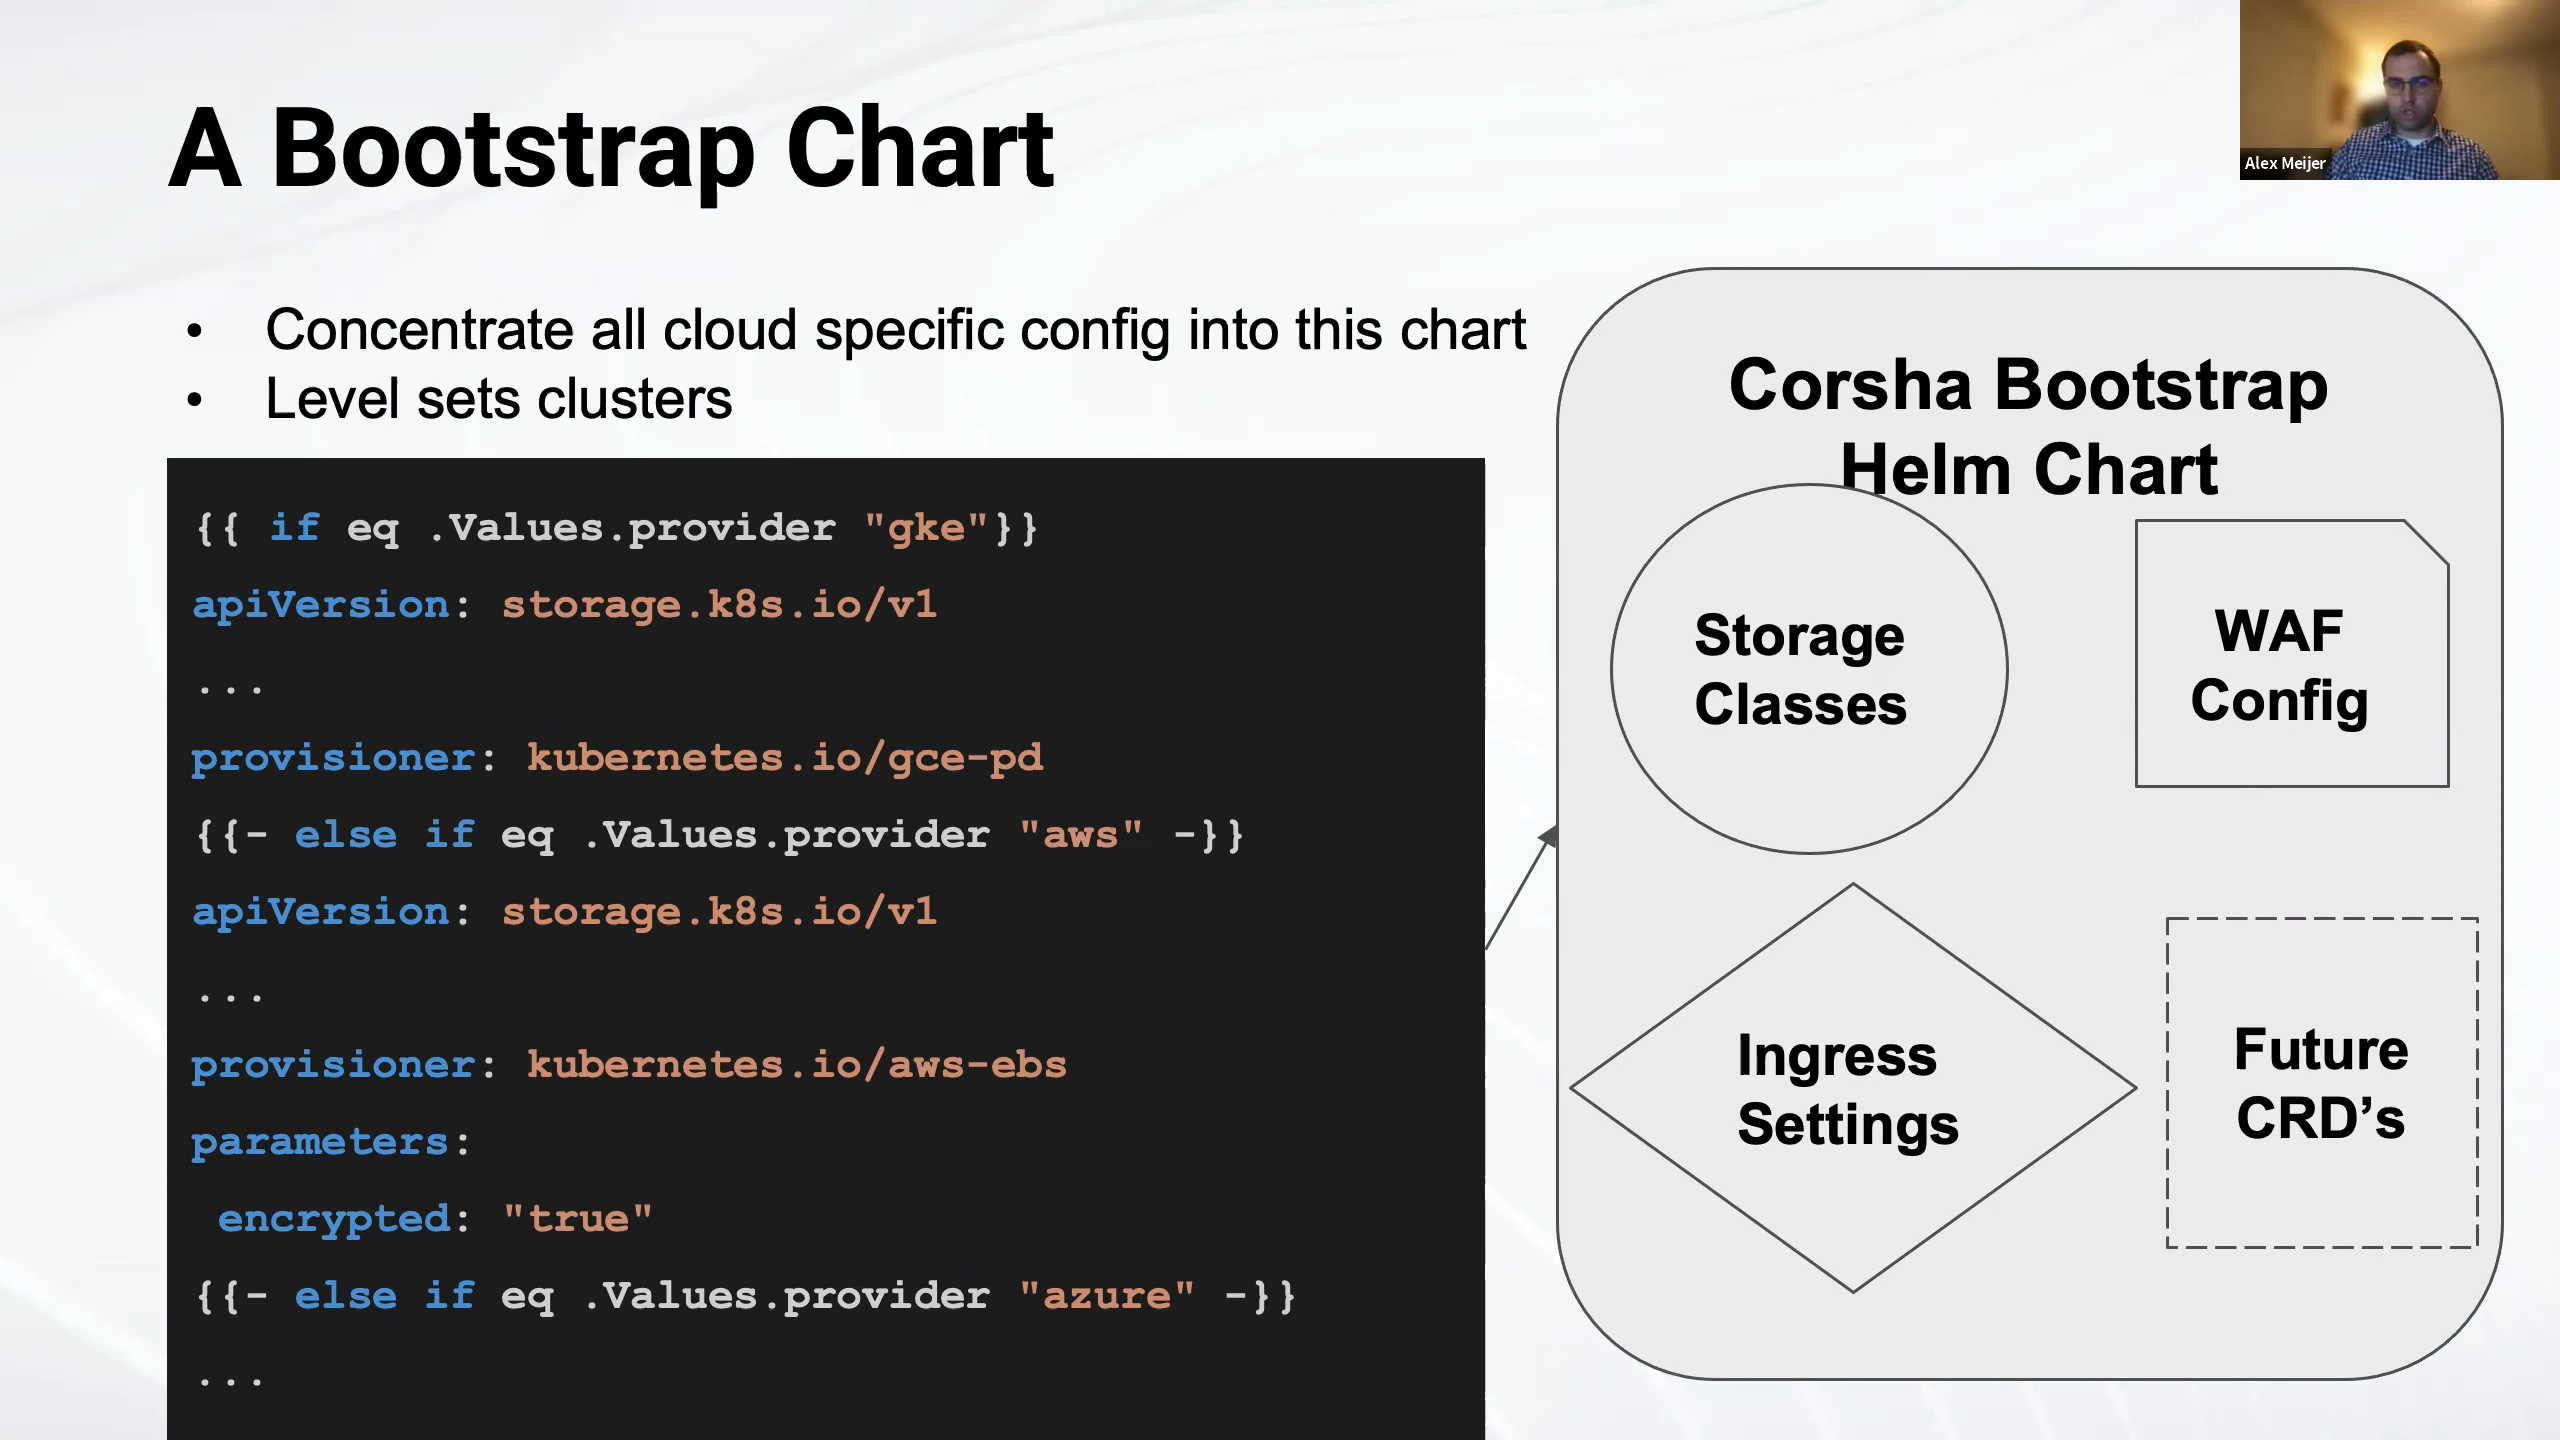 A Bootstrap Chart
Alex Meijer
• Concentrate all cloud specific config into this chart
• Level sets clusters
{{ if eq .Values.provider "gke"}}
apiVersion: storage.k8s.io/v1
...
provisioner: kubernetes.io/gce-pd
{{- else if eq .Values.provider "aws" -}}
apiVersion: storage.k8s.io/v1
...
provisioner: kubernetes.io/aws-ebs
parameters:
 encrypted: "true"
{{- else if eq .Values.provider "azure" -}}
...
Corsha Bootstrap
Helm Chart
Storage
Classes
WAF
Config
Ingress
Settings
Future
CRD’s